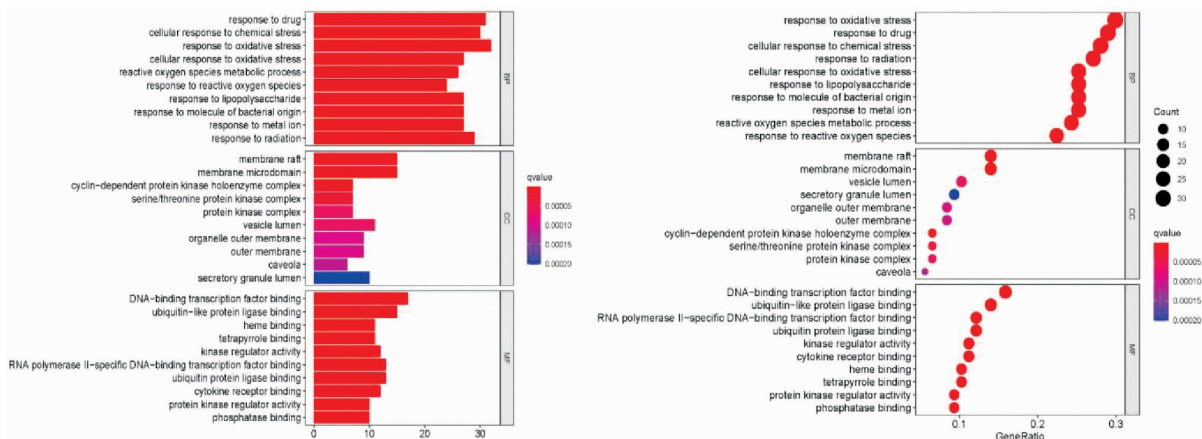 response to drug
cellular response to chemical stress
response to oxidative stress
cellular response to oxidative stress
reactive oxygen species metabolic process
response to reactive oxygen species
response to lipopolysaccharide
response to molecule of bacterial origin
response to metal ion
response to radiation
BP
membrane raft
membrane microdomain
cyclin-dependent protein kinase holoenzyme complex
serine/threonine protein kinase complex
protein kinase complex
vesicle lumen
organelle outer membrane
outer membrane
caveola
secretory granule lumen
CC
DNA-binding transcription factor binding
ubiquitin-like protein ligase binding
heme binding
tetrapyrrole binding
kinase regulator activity
RNA polymerase II-specific DNA-binding transcription factor binding
ubiquitin protein ligase binding
cytokine receptor binding
protein kinase regulator activity
phosphatase binding
MF
0 10 20 30
qvalue
0.00005
0.00010
0.00015
0.00020
response to oxidative stress
response to drug
cellular response to chemical stress
response to radiation
cellular response to oxidative stress
response to lipopolysaccharide
response to molecule of bacterial origin
response to metal ion
reactive oxygen species metabolic process
response to reactive oxygen species
BP
membrane raft
membrane microdomain
vesicle lumen
secretory granule lumen
organelle outer membrane
outer membrane
cyclin-dependent protein kinase holoenzyme complex
serine/threonine protein kinase complex
protein kinase complex
caveola
CC
DNA-binding transcription factor binding
ubiquitin-like protein ligase binding
RNA polymerase II-specific DNA-binding transcription factor binding
ubiquitin protein ligase binding
kinase regulator activity
cytokine receptor binding
heme binding
tetrapyrrole binding
protein kinase regulator activity
phosphatase binding
MF
0.1 0.2 0.3
GeneRatio
Count
10
15
20
25
30
qvalue
0.00005
0.00010
0.00015
0.00020